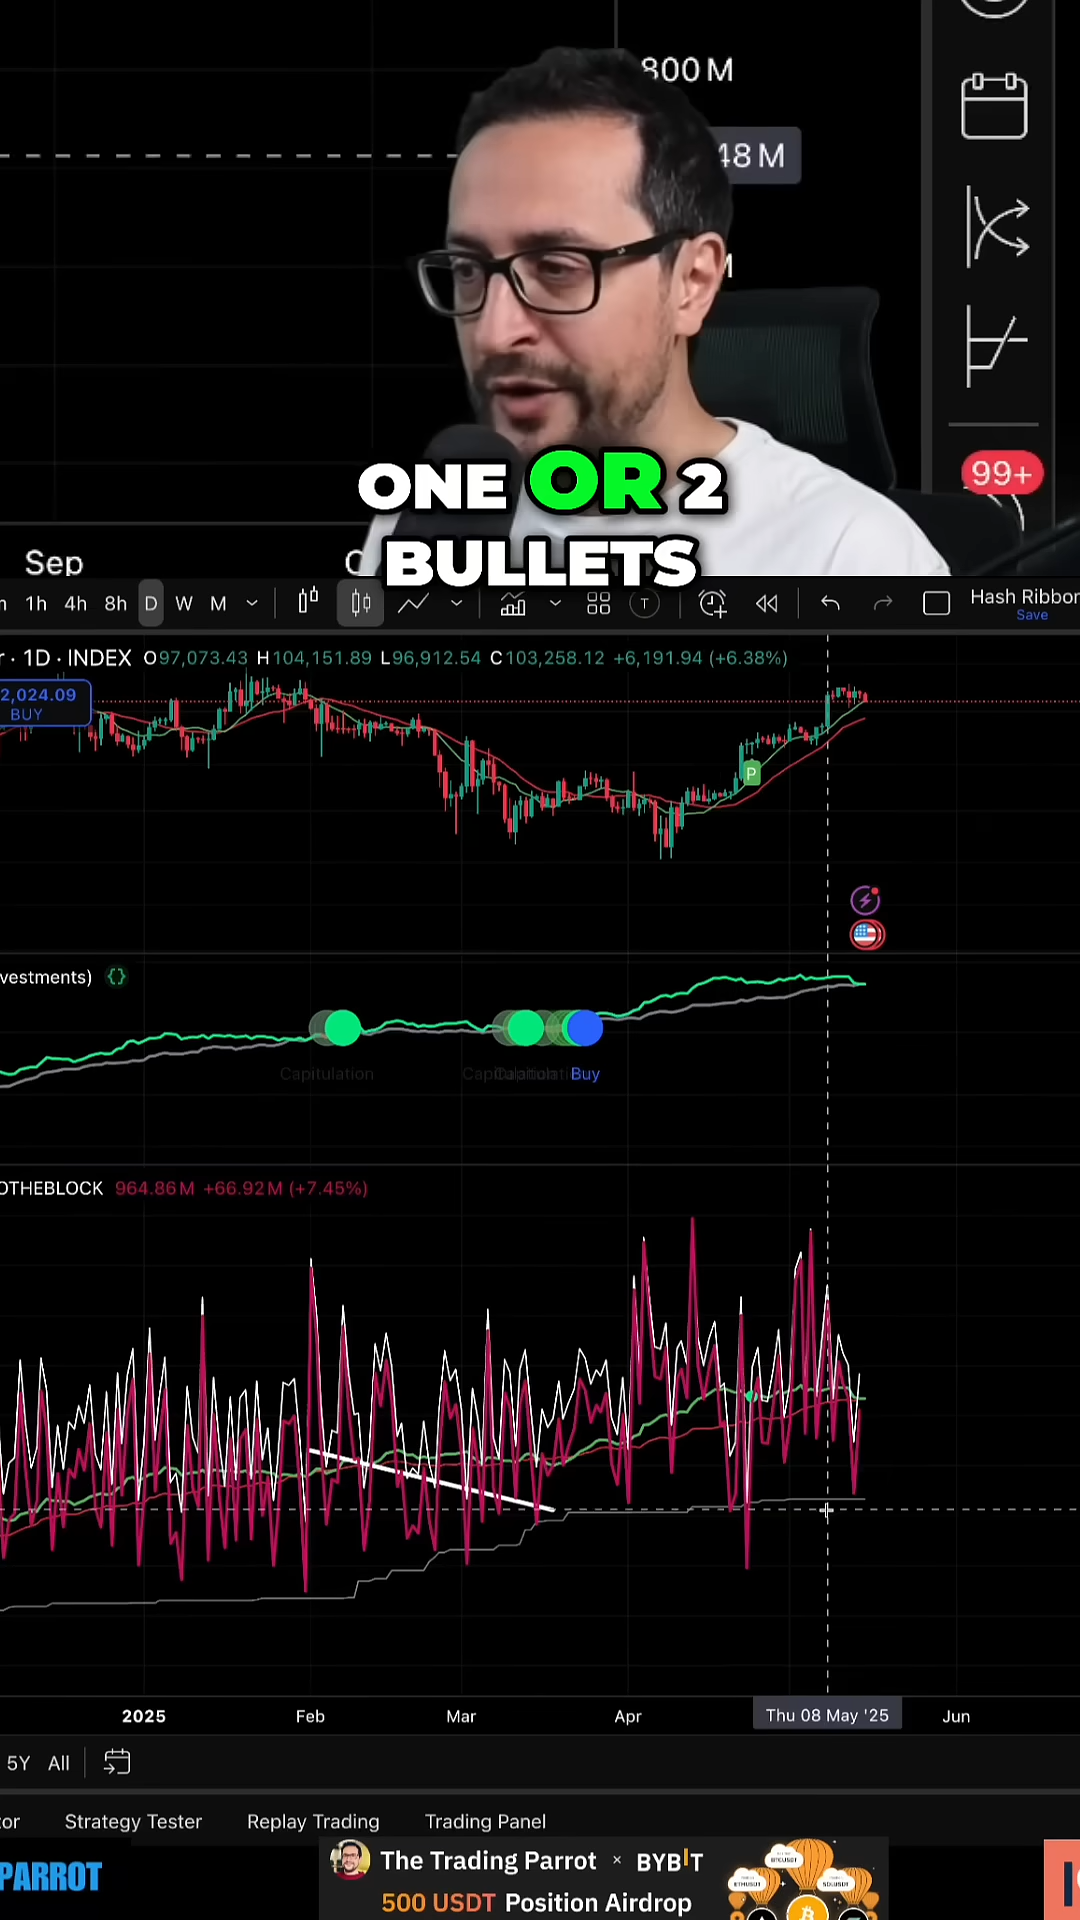 800 M
48 M
99+
Sep
ONE OR 2
BULLETS
1h 4h 8h D W M
T
Hash Ribbon
Save
· 1D · INDEX O97,073.43 H104,151.89 L96,912.54 C103,258.12 +6,191.94 (+6.38%)
2,024.09
BUY
P
vestments) {}
Capitulation
Buy
OTHEBLOCK 964.86 M +66.92 M (+7.45%)
2025 Feb Mar Apr Thu 08 May '25 Jun
5Y All
Strategy Tester Replay Trading Trading Panel
PARROT
The Trading Parrot × BYBIT
500 USDT Position Airdrop
BTCUSDT
ETHUSDT
SOLUSDT